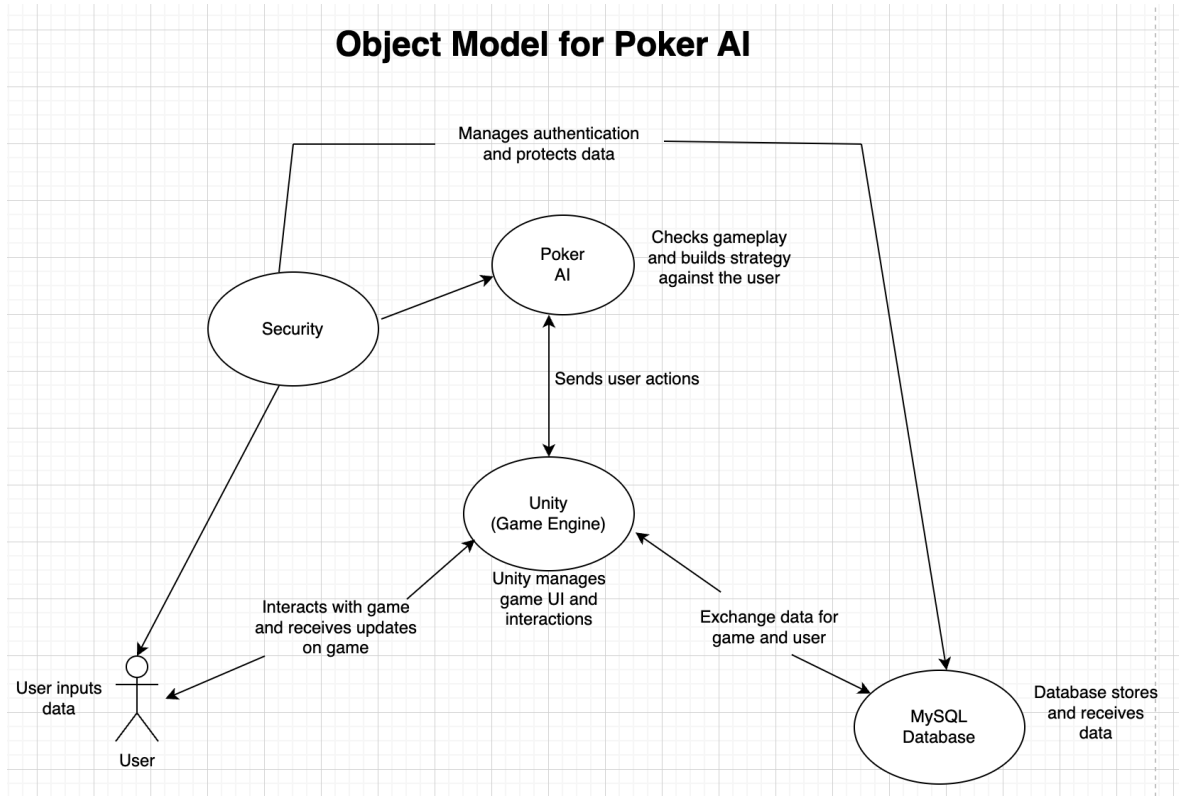 Object Model for Poker AI
Manages authentication
and protects data
Poker
AI
Checks gameplay
and builds strategy
against the user
Security
Sends user actions
Unity
(Game Engine)
Unity manages
game UI and
interactions
Interacts with game
and receives updates
on game
Exchange data for
game and user
User inputs
data
User
MySQL
Database
Database stores
and receives
data